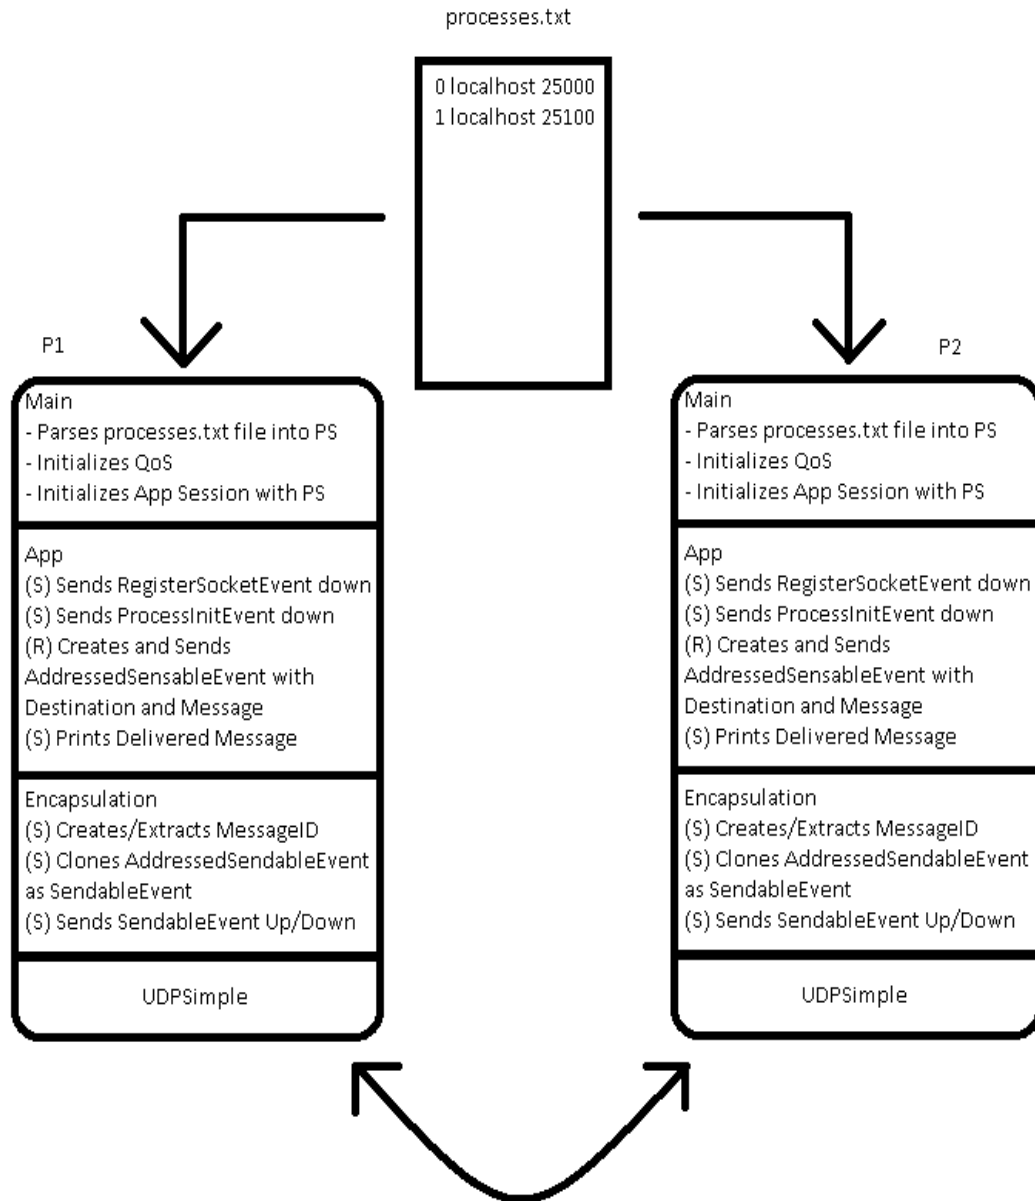 processes.txt
0 localhost 25000
1 localhost 25100
P1
Main
- Parses processes.txt file into PS
- Initializes QoS
- Initializes App Session with PS
App
(S) Sends RegisterSocketEvent down
(S) Sends ProcessInitEvent down
(R) Creates and Sends
AddressedSensableEvent with
Destination and Message
(S) Prints Delivered Message
Encapsulation
(S) Creates/Extracts MessageID
(S) Clones AddressedSendableEvent
as SendableEvent
(S) Sends SendableEvent Up/Down
UDPSimple
P2
Main
- Parses processes.txt file into PS
- Initializes QoS
- Initializes App Session with PS
App
(S) Sends RegisterSocketEvent down
(S) Sends ProcessInitEvent down
(R) Creates and Sends
AddressedSensableEvent with
Destination and Message
(S) Prints Delivered Message
Encapsulation
(S) Creates/Extracts MessageID
(S) Clones AddressedSendableEvent
as SendableEvent
(S) Sends SendableEvent Up/Down
UDPSimple